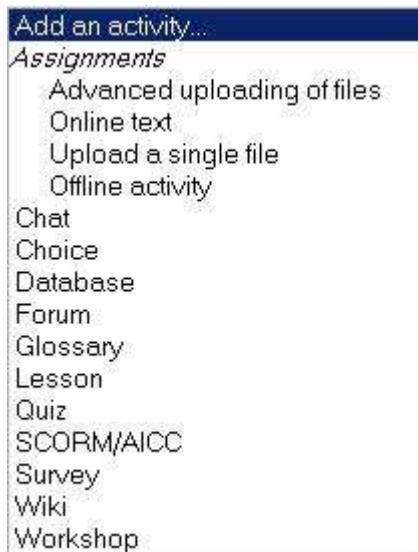 Add an activity...
Assignments
Advanced uploading of files
Online text
Upload a single file
Offline activity
Chat
Choice
Database
Forum
Glossary
Lesson
Quiz
SCORM/AICC
Survey
Wiki
Workshop